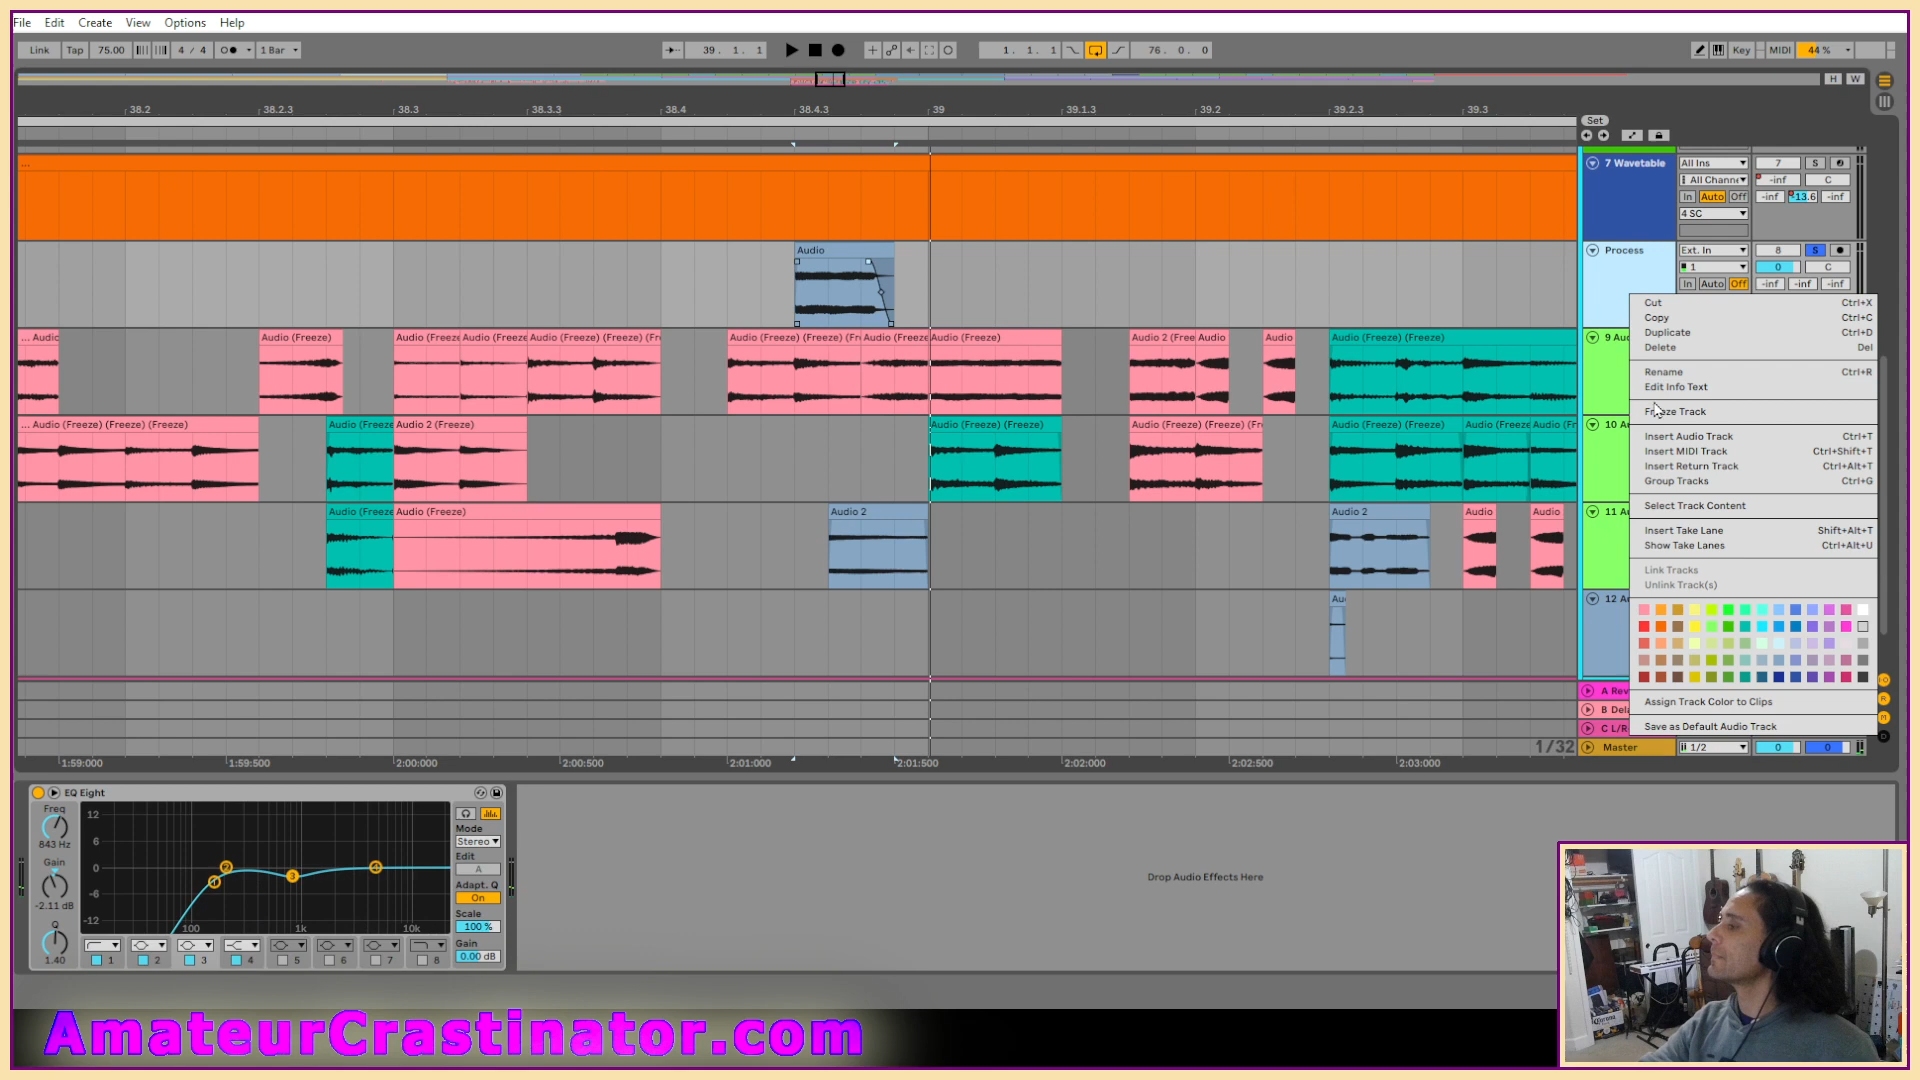 File Edit Create View Options Help
Link Tap 75.00 4 / 4 1 Bar 39. 1. 1 1. 1. 1 76. 0. 0 Key MIDI 44 %
H W
38.2 38.2.3 38.3 38.3.3 38.4 38.4.3 39 39.1.3 39.2 39.2.3 39.3
Set
... 7 Wavetable All Ins 7 S
All Channe -inf C
In Auto Off -inf -13.6 -inf
4 SC
Audio Process Ext. In 8 S
1 0 C
In Auto Off -inf -inf -inf
Cut Ctrl+X
Copy Ctrl+C
Duplicate Ctrl+D
Delete Del
Rename Ctrl+R
Edit Info Text
Freeze Track
Insert Audio Track Ctrl+T
Insert MIDI Track Ctrl+Shift+T
Insert Return Track Ctrl+Alt+T
Group Tracks Ctrl+G
Select Track Content
Insert Take Lane Shift+Alt+T
Show Take Lanes Ctrl+Alt+U
Link Tracks
Unlink Track(s)
Assign Track Color to Clips
Save as Default Audio Track
... Audio Audio (Freeze) Audio (Freeze Audio (Freeze Audio (Freeze) (Freeze) (Fr Audio (Freeze) (Freeze) (Fr Audio (Freeze Audio (Freeze) Audio 2 (Free Audio Audio Audio (Freeze) (Freeze) 9 Au
... Audio (Freeze) (Freeze) (Freeze) Audio (Freeze Audio 2 (Freeze) Audio (Freeze) (Freeze) Audio (Freeze) (Freeze) (Fr Audio (Freeze) (Freeze) Audio (Freeze Audio (Fr 10 A
Audio (Freeze Audio (Freeze) Audio 2 Audio 2 Audio Audio 11 A
Au 12 A
A Rev
B Dela
C L/R
1/32 Master 1/2 0 0
1:59:000 1:59:500 2:00:000 2:00:500 2:01:000 2:01:500 2:02:000 2:02:500 2:03:000
EQ Eight
Freq
843 Hz
Gain
-2.11 dB
Q
1.40
12
6
0
-6
-12
100 1k 10k
1 2 3 4
1 2 3 4 5 6 7 8
Mode
Stereo
Edit
A
Adapt. Q
On
Scale
100 %
Gain
0.00 dB
Drop Audio Effects Here
AmateurCrastinator.com